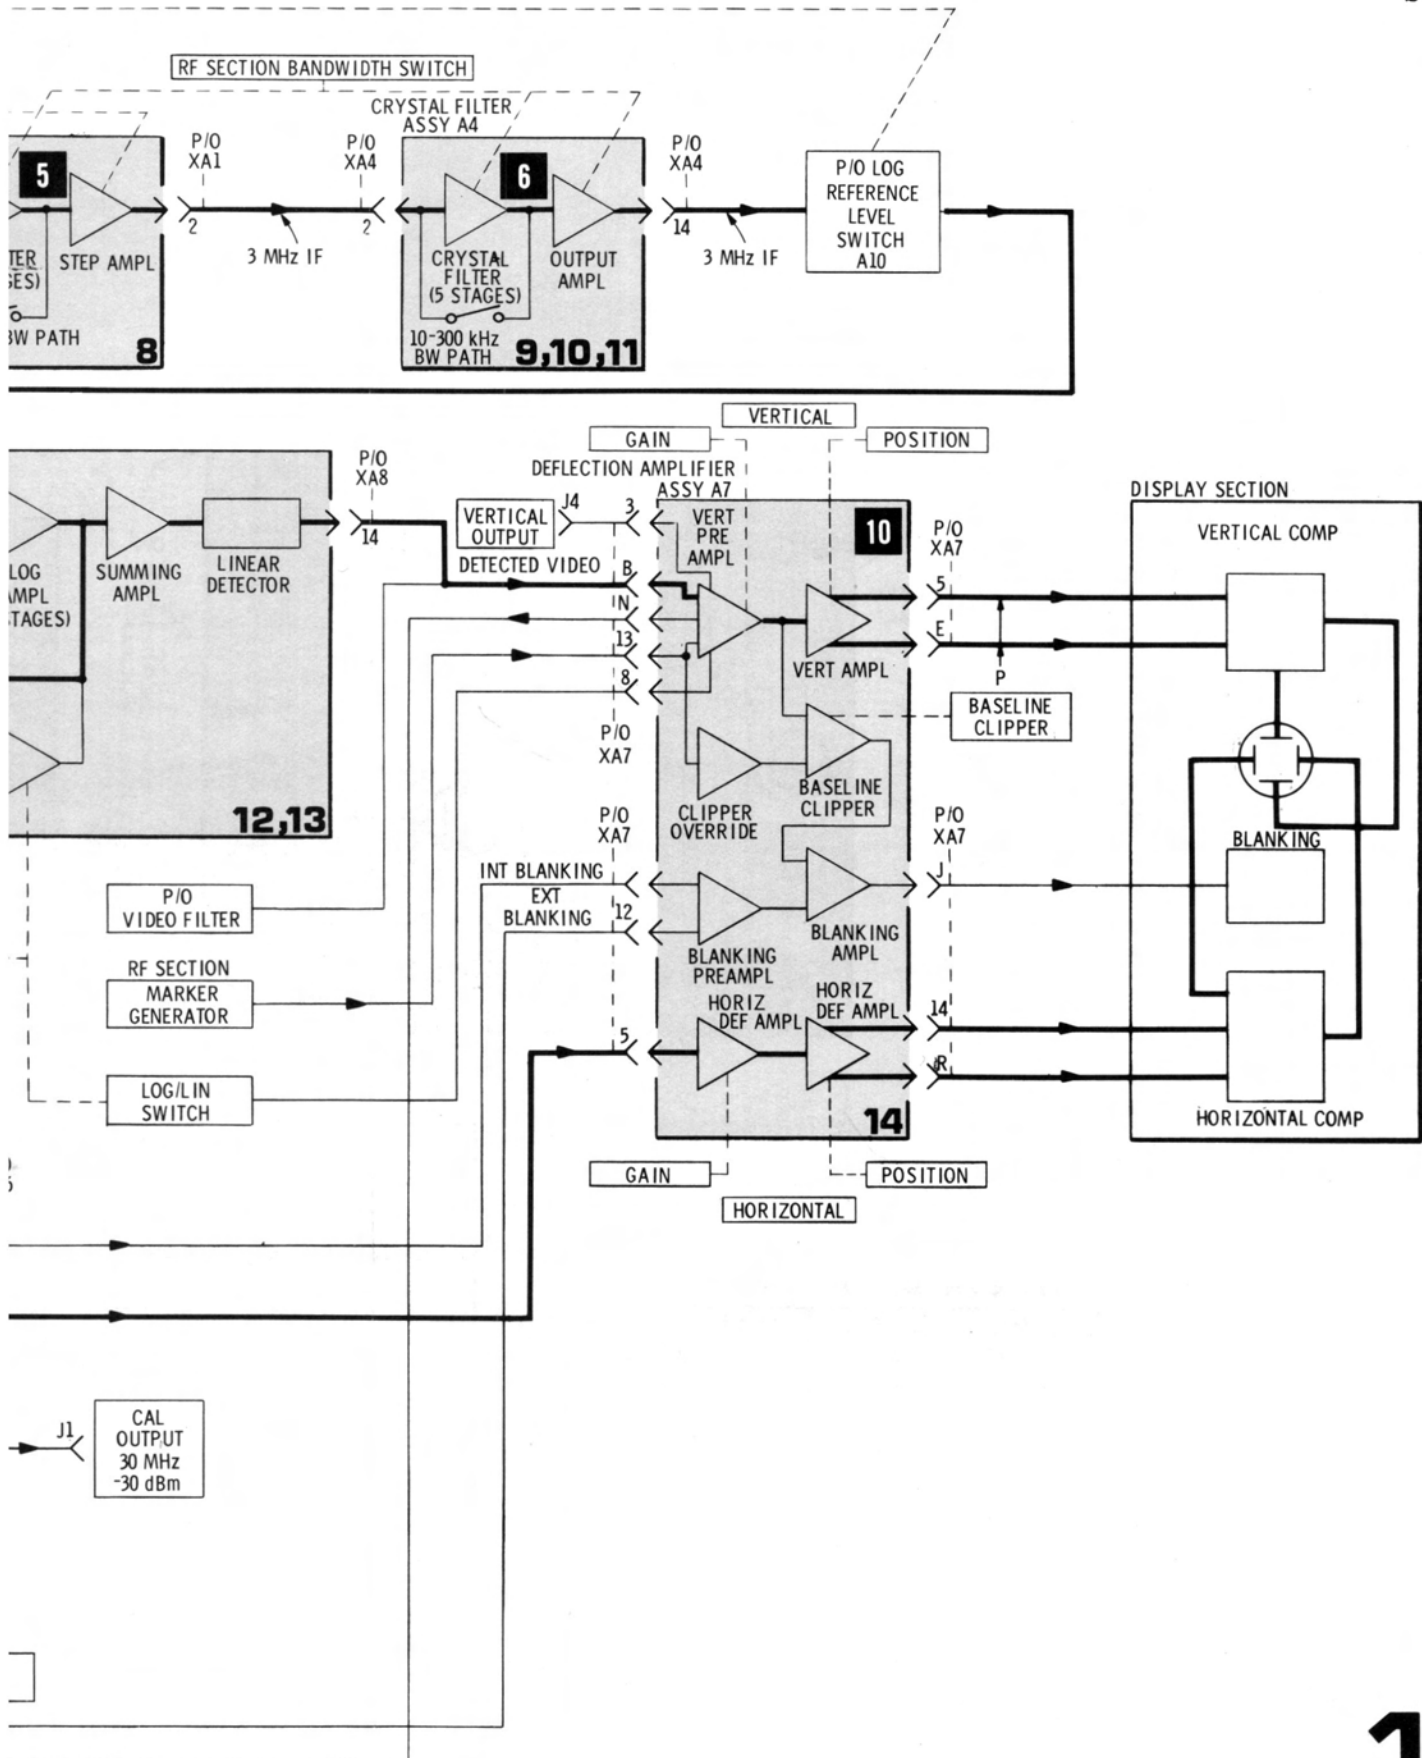 RF SECTION BANDWIDTH SWITCH
CRYSTAL FILTER
ASSY A4
P/O
XA1
P/O
XA4
P/O
XA4
5
6
P/O LOG
REFERENCE
LEVEL
SWITCH
A10
2
2
14
3 MHz IF
3 MHz IF
TER
GES)
STEP AMPL
CRYSTAL
FILTER
(5 STAGES)
OUTPUT
AMPL
BW PATH
8
10-300 kHz
BW PATH
9,10,11
VERTICAL
GAIN
POSITION
DEFLECTION AMPLIFIER
ASSY A7
P/O
XA8
14
VERTICAL
OUTPUT
J4
3
VERT
PRE
AMPL
10
P/O
XA7
DISPLAY SECTION
VERTICAL COMP
LOG
AMPL
STAGES)
SUMMING
AMPL
LINEAR
DETECTOR
DETECTED VIDEO
B
N
13
8
5
E
VERT AMPL
P
BASELINE
CLIPPER
P/O
XA7
BASELINE
CLIPPER
CLIPPER
OVERRIDE
12,13
P/O
XA7
P/O
XA7
BLANKING
J
INT BLANKING
EXT
BLANKING
12
P/O
VIDEO FILTER
BLANKING
AMPL
BLANKING
PREAMPL
RF SECTION
MARKER
GENERATOR
HORIZ
DEF AMPL
HORIZ
DEF AMPL
14
5
R
LOG/LIN
SWITCH
14
HORIZONTAL COMP
GAIN
POSITION
HORIZONTAL
J1
CAL
OUTPUT
30 MHz
-30 dBm
1